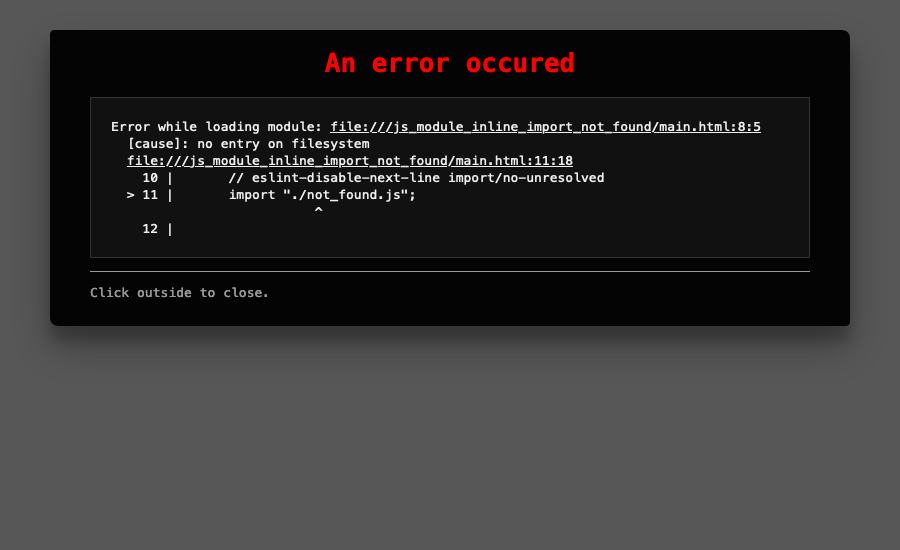 An error occured
Error while loading module: file:///js_module_inline_import_not_found/main.html:8:5
  [cause]: no entry on filesystem
  file:///js_module_inline_import_not_found/main.html:11:18
    10 |       // eslint-disable-next-line import/no-unresolved
  > 11 |       import "./not_found.js";
                          ^
    12 |
Click outside to close.